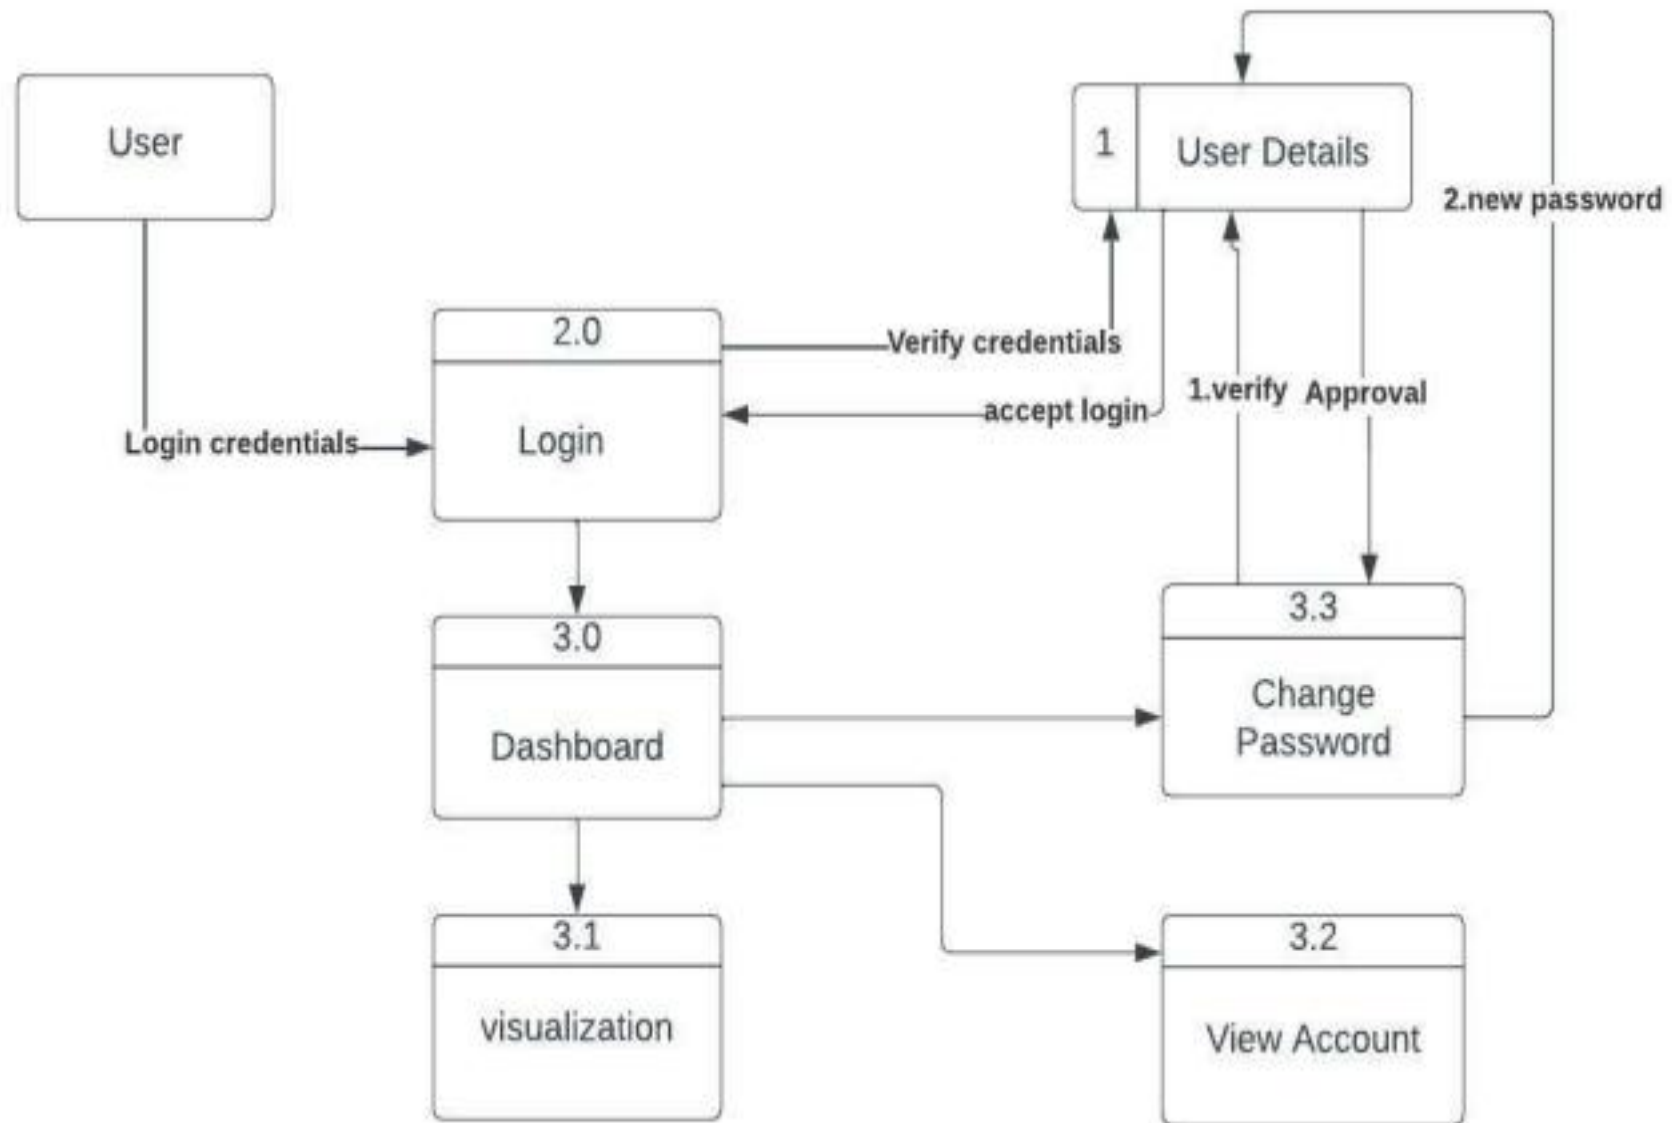 User
1
User Details
2.new password
2.0
Login
Verify credentials
accept login
1.verify
Approval
Login credentials
3.0
Dashboard
3.3
Change
Password
3.1
visualization
3.2
View Account